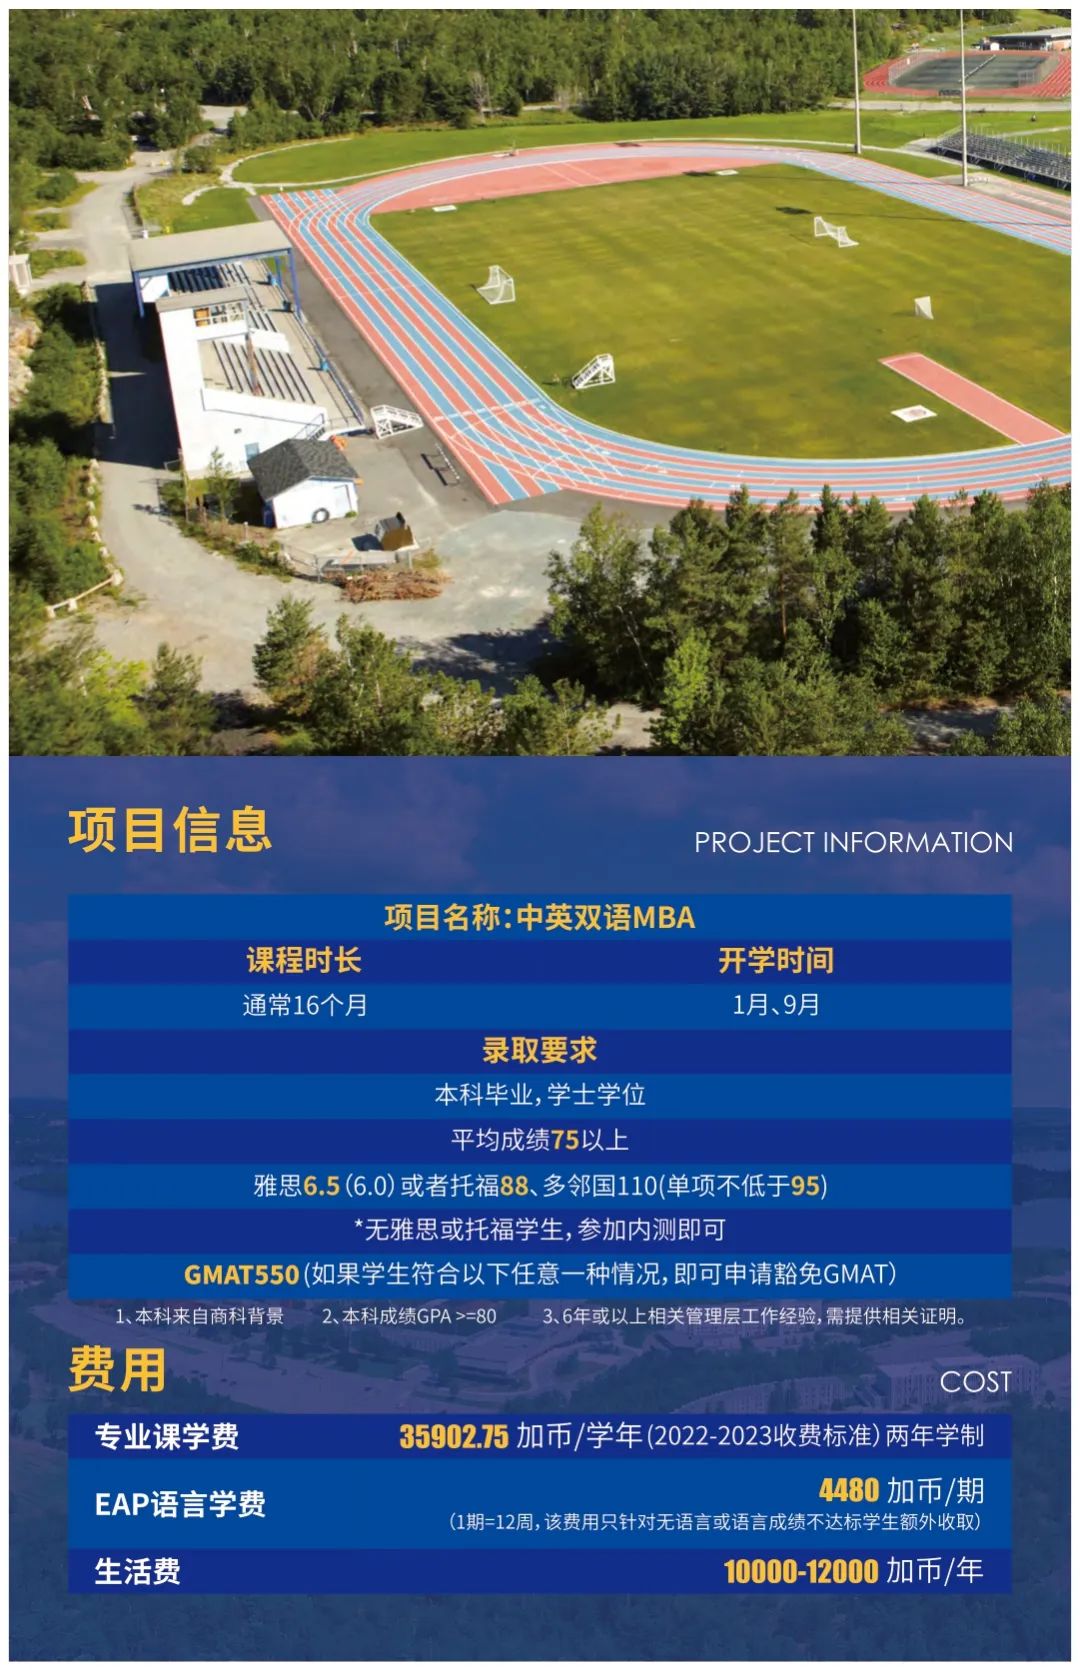 项目信息
PROJECT INFORMATION
项目名称：中英双语MBA
课程时长
开学时间
通常16个月
1月、9月
录取要求
本科毕业，学士学位
平均成绩75以上
雅思6.5（6.0）或者托福88、多邻国110(单项不低于95)
*无雅思或托福学生，参加内测即可
GMAT550(如果学生符合以下任意一种情况，即可申请豁免GMAT）
1、本科来自商科背景 2、本科成绩GPA >=80 3、6年或以上相关管理层工作经验，需提供相关证明。
费用
COST
专业课学费 35902.75 加币/学年(2022-2023收费标准）两年学制
EAP语言学费
4480 加币/期
（1期=12周，该费用只针对无语言或语言成绩不达标学生额外收取）
生活费 10000-12000 加币/年